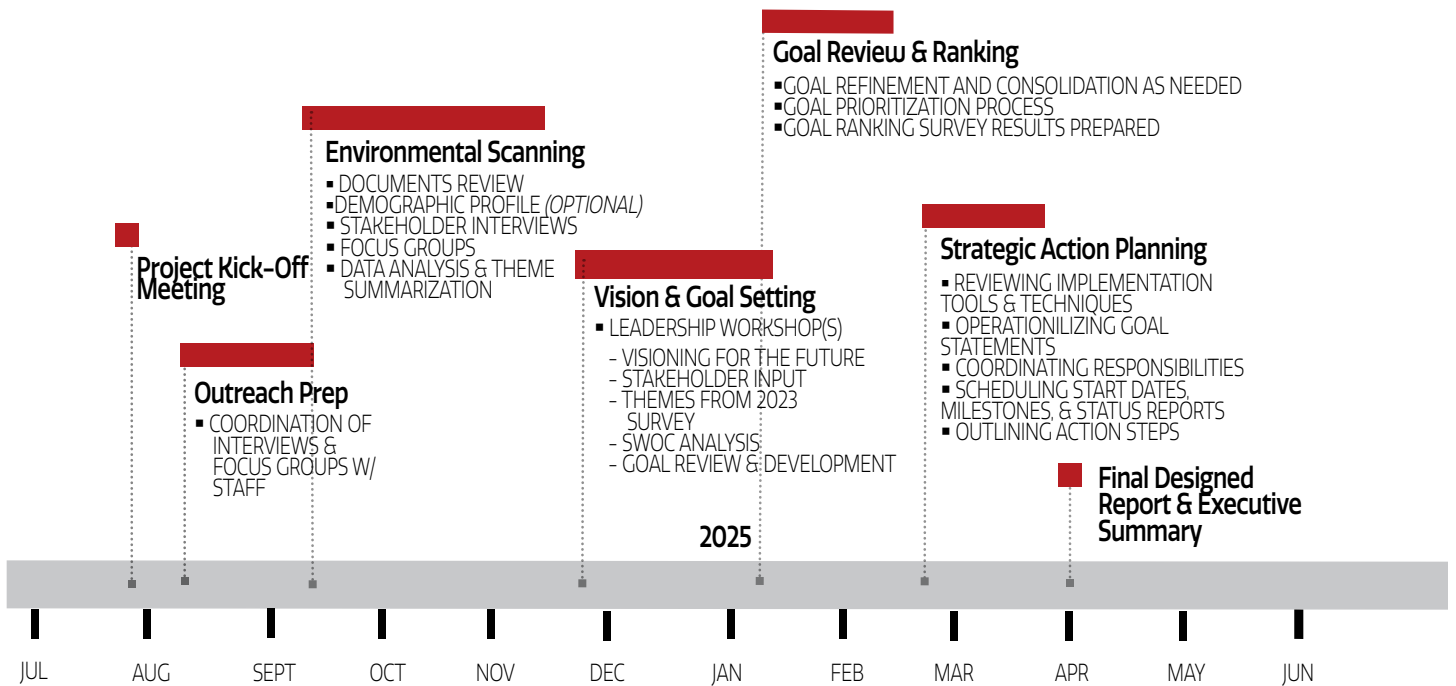 Goal Review & Ranking
▪GOAL REFINEMENT AND CONSOLIDATION AS NEEDED
▪GOAL PRIORITIZATION PROCESS
▪GOAL RANKING SURVEY RESULTS PREPARED
Environmental Scanning
▪ DOCUMENTS REVIEW
▪DEMOGRAPHIC PROFILE (OPTIONAL)
▪ STAKEHOLDER INTERVIEWS
▪ FOCUS GROUPS
▪ DATA ANALYSIS & THEME
SUMMARIZATION
Project Kick-Off
Meeting
Outreach Prep
▪ COORDINATION OF
INTERVIEWS &
FOCUS GROUPS W/
STAFF
Vision & Goal Setting
▪ LEADERSHIP WORKSHOP(S)
- VISIONING FOR THE FUTURE
- STAKEHOLDER INPUT
- THEMES FROM 2023
SURVEY
- SWOC ANALYSIS
- GOAL REVIEW & DEVELOPMENT
Strategic Action Planning
▪ REVIEWING IMPLEMENTATION
TOOLS & TECHNIQUES
▪ OPERATIONILIZING GOAL
STATEMENTS
▪ COORDINATING RESPONSIBILITIES
▪ SCHEDULING START DATES,
MILESTONES, & STATUS REPORTS
▪ OUTLINING ACTION STEPS
Final Designed
Report & Executive
Summary
2025
JUL AUG SEPT OCT NOV DEC JAN FEB MAR APR MAY JUN